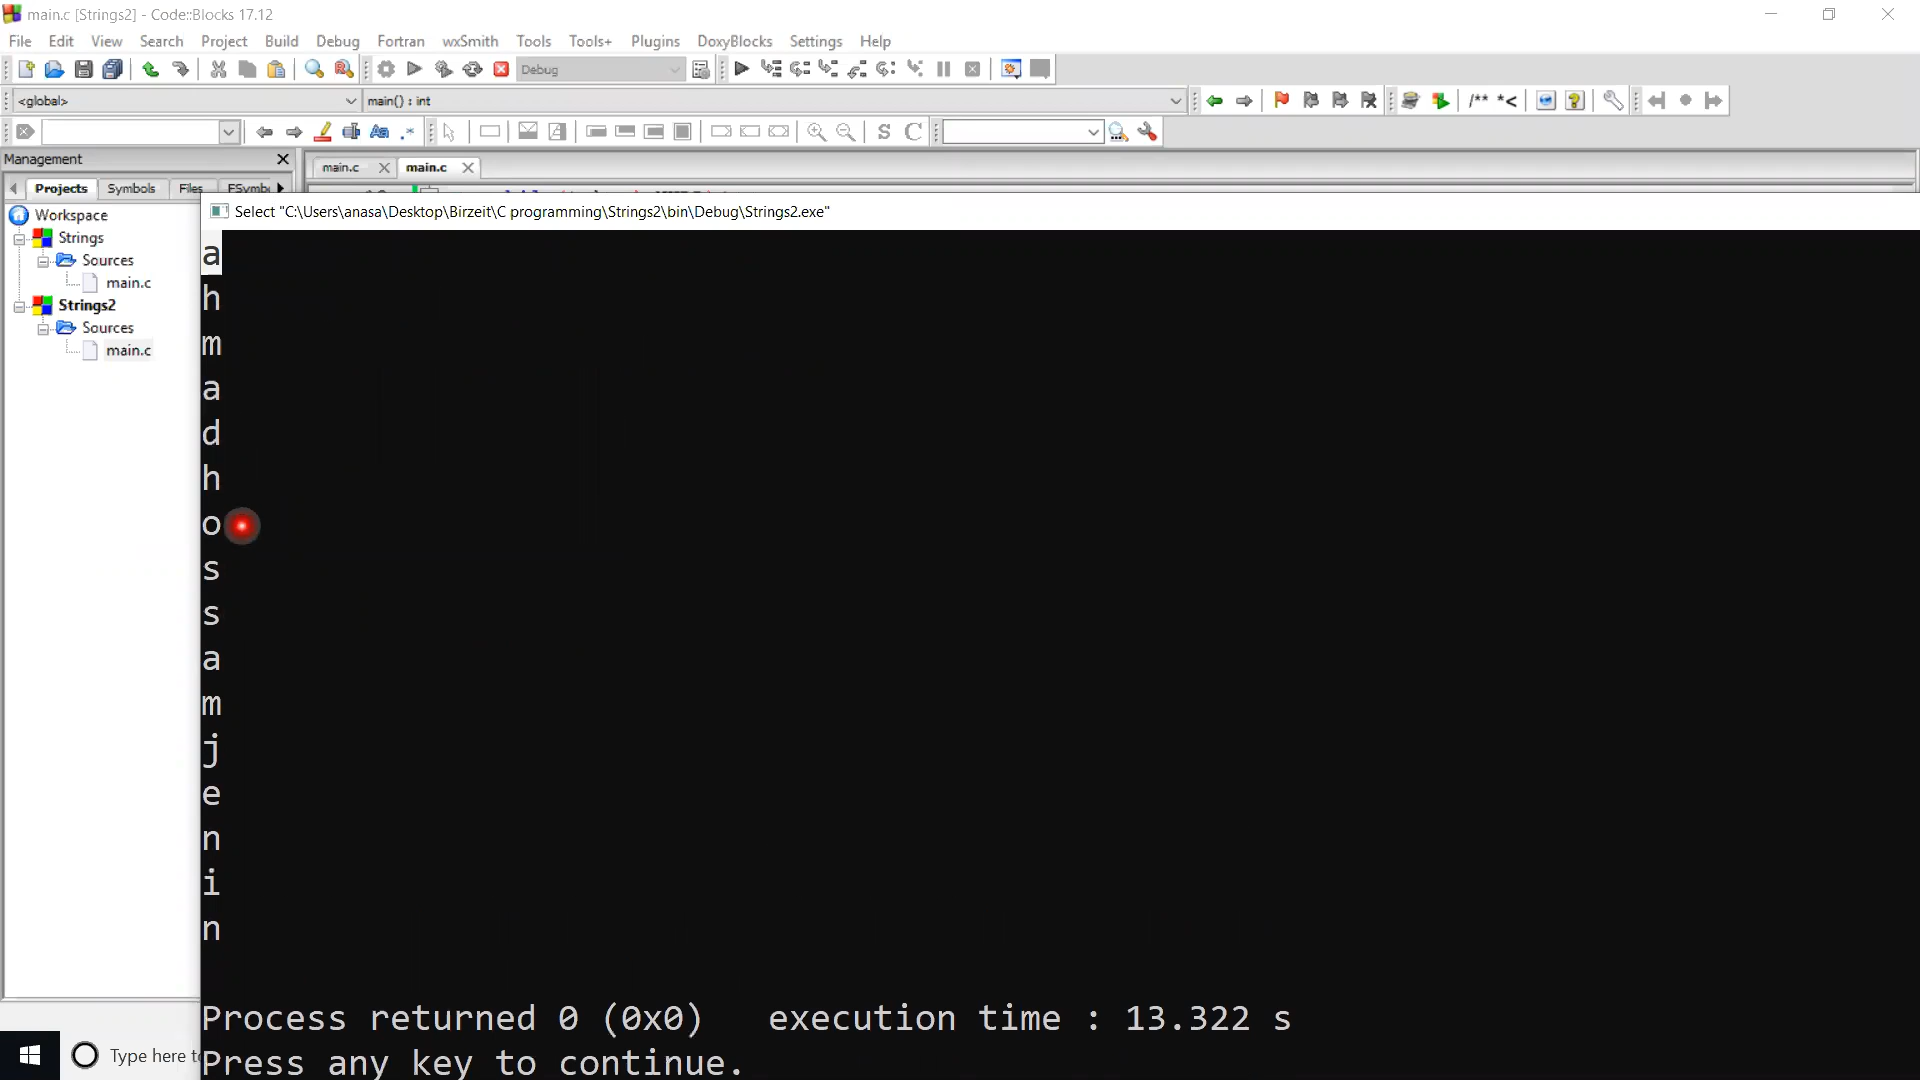 main.c [Strings2] - Code::Blocks 17.12
File Edit View Search Project Build Debug Fortran wxSmith Tools Tools+ Plugins DoxyBlocks Settings Help
Debug
<global> main() : int
/** *<
S C
Management
main.c main.c
Projects Symbols Files
Select "C:\Users\anasa\Desktop\Birzeit\C programming\Strings2\bin\Debug\Strings2.exe"
Workspace
Strings
Sources
main.c
Strings2
Sources
main.c
a
h
m
a
d
h
o
s
s
a
m
j
e
n
i
n
Process returned 0 (0x0) execution time : 13.322 s
Press any key to continue.
Type here